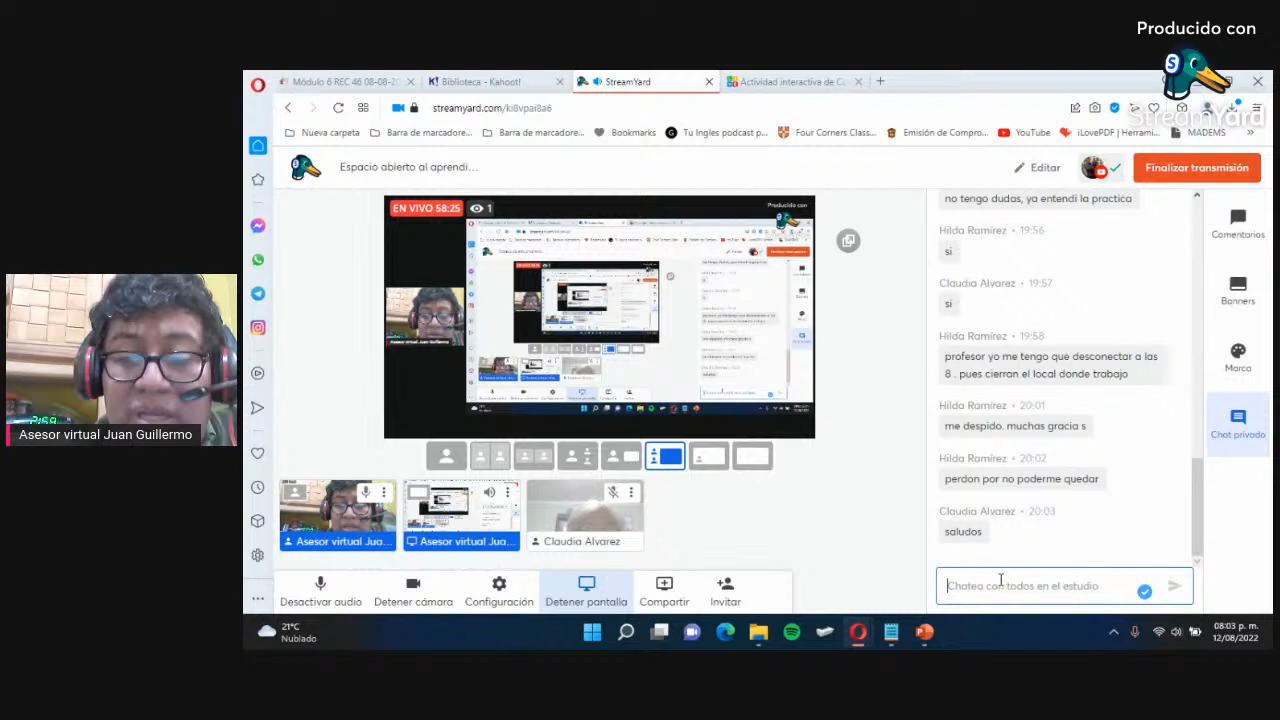 Producido con
StreamYard
Módulo 6 REC 46 08-08-20
Biblioteca - Kahoot!
StreamYard
Actividad interactiva de
streamyard.com/ki8vpai8a6
Nueva carpeta
Barra de marcadore...
Barra de marcadore...
Bookmarks
Tu Ingles podcast p...
Four Corners Class...
Emisión de Compro...
YouTube
iLovePDF | Herrami...
MADEMS
Espacio abierto al aprendi...
Editar
Finalizar transmisión
EN VIVO 58:25
1
Producido con
no tengo dudas, ya entendi la practica
Hilda Ramírez • 19:56
si
Claudia Alvarez • 19:57
si
Hilda Ramírez • 19:58
profesor yo me tengo que desconectar a las
8 , pues cierran el local donde trabajo
Hilda Ramírez • 20:01
me despido. muchas gracia s
Hilda Ramírez • 20:02
perdon por no poderme quedar
Claudia Alvarez • 20:03
saludos
Chatea con todos en el estudio
Comentarios
Banners
Marca
Chat privado
Asesor virtual Juan Guillermo
Asesor virtual Jua...
Asesor virtual Jua...
Claudia Alvarez
Desactivar audio
Detener cámara
Configuración
Detener pantalla
Compartir
Invitar
21°C
Nublado
08:03 p. m.
12/08/2022